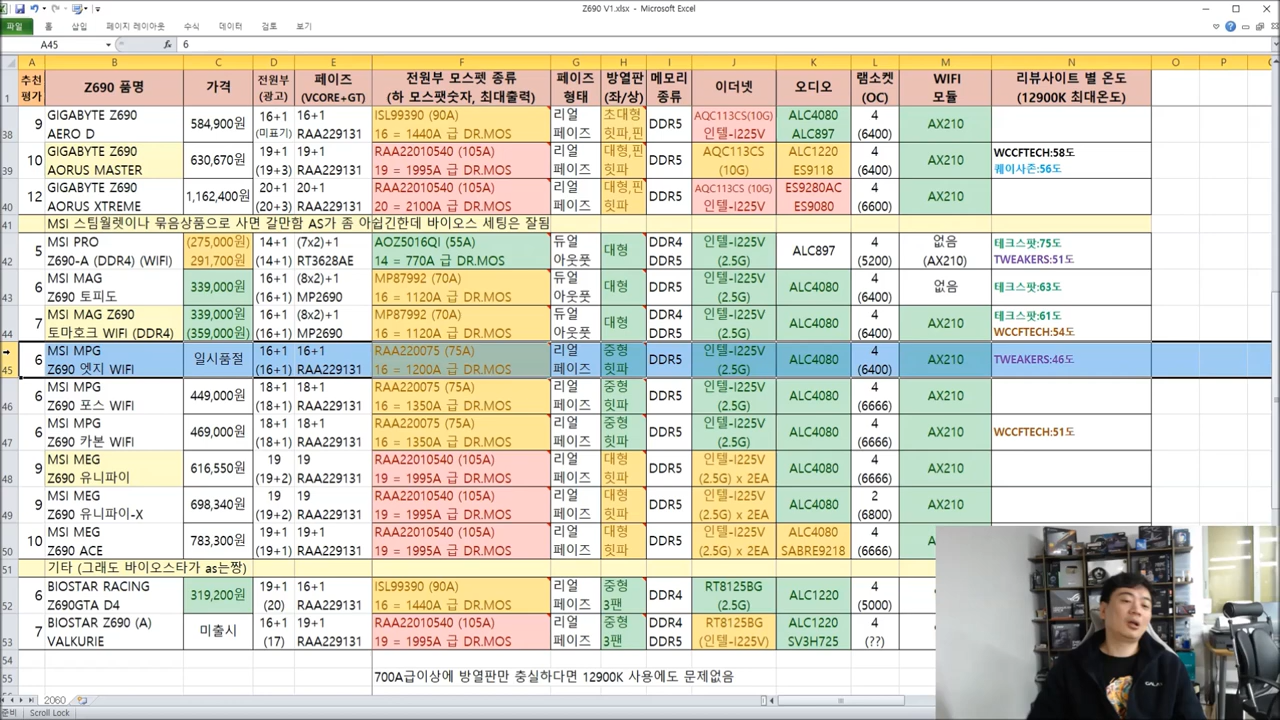 Z690 V1.xlsx - Microsoft Excel
파일 홈 삽입 페이지 레이아웃 수식 데이터 검토 보기
A45 fx 6
A B C D E F G H I J K L M N O P
1 추천 평가 Z690 품명 가격 전원부 (광고) 페이즈 (VCORE+GT) 전원부 모스펫 종류 (하 모스팻숫자, 최대출력) 페이즈 형태 방열판 (좌/상) 메모리 종류 이더넷 오디오 램소켓 (OC) WIFI 모듈 리뷰사이트 별 온도 (12900K 최대온도)
38 9 GIGABYTE Z690 AERO D 584,900원 16+1 (미표기) 16+1 RAA229131 ISL99390 (90A) 16 = 1440A 급 DR.MOS 리얼 페이즈 초대형 힛파,핀 DDR5 AQC113CS(10G) 인텔-I225V ALC4080 ALC897 4 (6400) AX210
39 10 GIGABYTE Z690 AORUS MASTER 630,670원 19+1 (19+3) 19+1 RAA229131 RAA22010540 (105A) 19 = 1995A 급 DR.MOS 리얼 페이즈 대형,핀 힛파 DDR5 AQC113CS (10G) ALC1220 ES9118 4 (6400) AX210 WCCFTECH:58도 퀘이사존:56도
40 12 GIGABYTE Z690 AORUS XTREME 1,162,400원 20+1 (20+3) 20+1 RAA229131 RAA22010540 (105A) 20 = 2100A 급 DR.MOS 리얼 페이즈 대형,핀 힛파 DDR5 AQC113CS (10G) 인텔-I225V ES9280AC ES9080 4 (6600) AX210
41 MSI 스팀월렛이나 묶음상품으로 사면 갈만함 AS가 좀 아쉽긴한데 바이오스 세팅은 잘됨
42 5 MSI PRO Z690-A (DDR4) (WIFI) (275,000원) 291,700원 14+1 (14+1) (7x2)+1 RT3628AE AOZ5016QI (55A) 14 = 770A 급 DR.MOS 듀얼 아웃풋 대형 DDR4 DDR5 인텔-I225V (2.5G) ALC897 4 (5200) 없음 (AX210) 테크스팟:75도 TWEAKERS:51도
43 6 MSI MAG Z690 토피도 339,000원 16+1 (16+1) (8x2)+1 MP2690 MP87992 (70A) 16 = 1120A 급 DR.MOS 듀얼 아웃풋 대형 DDR5 인텔-I225V (2.5G) ALC4080 4 (6400) 없음 테크스팟:63도
44 7 MSI MAG Z690 토마호크 WIFI (DDR4) 339,000원 (359,000원) 16+1 (16+1) (8x2)+1 MP2690 MP87992 (70A) 16 = 1120A 급 DR.MOS 듀얼 아웃풋 대형 DDR4 DDR5 인텔-I225V (2.5G) ALC4080 4 (6400) AX210 테크스팟:61도 WCCFTECH:54도
45 6 MSI MPG Z690 엣지 WIFI 일시품절 16+1 (16+1) 16+1 RAA229131 RAA220075 (75A) 16 = 1200A 급 DR.MOS 리얼 페이즈 중형 힛파 DDR5 인텔-I225V (2.5G) ALC4080 4 (6400) AX210 TWEAKERS:46도
46 6 MSI MPG Z690 포스 WIFI 449,000원 18+1 (18+1) 18+1 RAA229131 RAA220075 (75A) 16 = 1350A 급 DR.MOS 리얼 페이즈 중형 힛파 DDR5 인텔-I225V (2.5G) ALC4080 4 (6666) AX210
47 6 MSI MPG Z690 카본 WIFI 469,000원 18+1 (18+1) 18+1 RAA229131 RAA220075 (75A) 16 = 1350A 급 DR.MOS 리얼 페이즈 중형 힛파 DDR5 인텔-I225V (2.5G) ALC4080 4 (6666) AX210 WCCFTECH:51도
48 9 MSI MEG Z690 유니파이 616,550원 19 (19+2) 19 RAA229131 RAA22010540 (105A) 19 = 1995A 급 DR.MOS 리얼 페이즈 대형 힛파 DDR5 인텔-I225V (2.5G) x 2EA ALC4080 4 (6666) AX210
49 9 MSI MEG Z690 유니파이-X 698,340원 19 (19+2) 19 RAA229131 RAA22010540 (105A) 19 = 1995A 급 DR.MOS 리얼 페이즈 대형 힛파 DDR5 인텔-I225V (2.5G) x 2EA ALC4080 2 (6800) AX210
50 10 MSI MEG Z690 ACE 783,300원 19+1 (19+1) 19+1 RAA229131 RAA22010540 (105A) 19 = 1995A 급 DR.MOS 리얼 페이즈 대형 힛파 DDR5 인텔-I225V (2.5G) x 2EA ALC4080 SABRE9218 4 (6666)
51 기타 (그래도 바이오스타가 as는짱)
52 6 BIOSTAR RACING Z690GTA D4 319,200원 19+1 (20) 16+1 RAA229131 ISL99390 (90A) 16 = 1440A 급 DR.MOS 리얼 페이즈 중형 3팬 DDR4 RT8125BG (2.5G) ALC1220 4 (5000)
53 7 BIOSTAR Z690 (A) VALKURIE 미출시 16+1 (17) 19+1 RAA229131 RAA22010540 (105A) 19 = 1995A 급 DR.MOS 리얼 페이즈 중형 3팬 DDR4 DDR5 RT8125BG (인텔-I225V) ALC1220 SV3H725 4 (??)
54
55 700A급이상에 방열판만 충실하다면 12900K 사용에도 문제없음
2060
준비 Scroll Lock